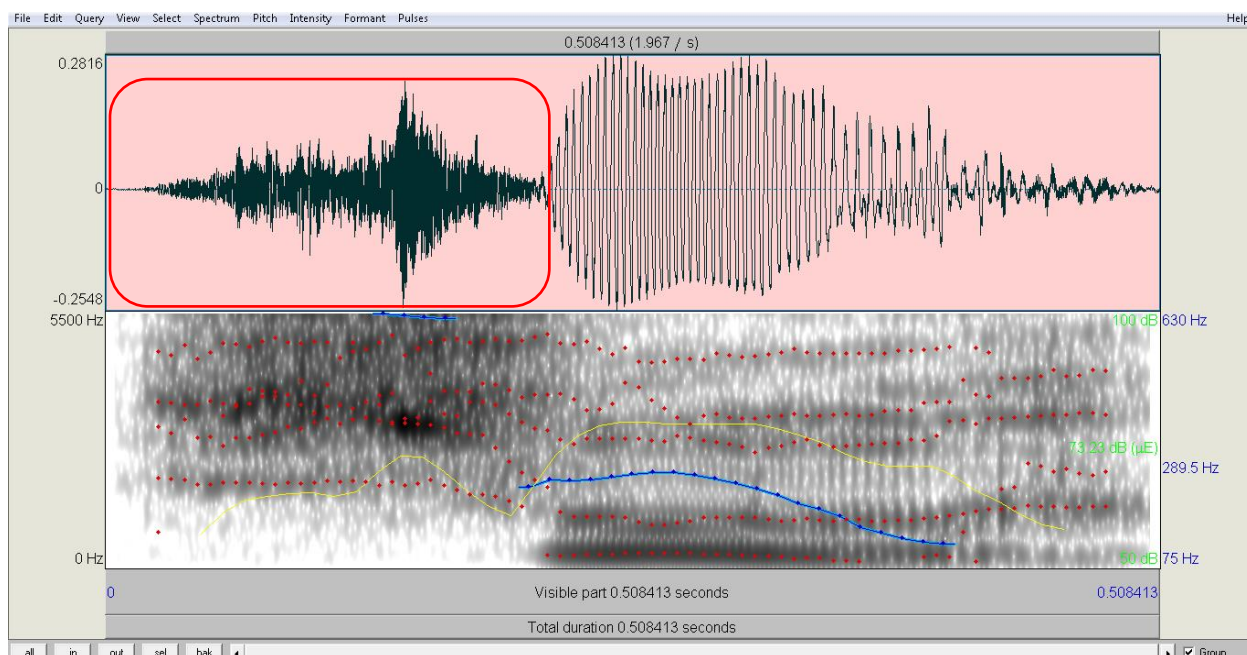 File Edit Query View Select Spectrum Pitch Intensity Formant Pulses Help
0.508413 (1.967 / s)
0.2816
0
-0.2548
5500 Hz 100 dB 630 Hz
73.23 dB (µE)
289.5 Hz
0 Hz 50 dB 75 Hz
0 Visible part 0.508413 seconds 0.508413
Total duration 0.508413 seconds
all in out sel bak Group